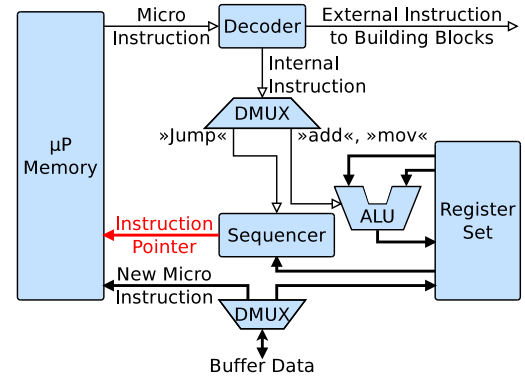 Micro
Instruction
Decoder
External Instruction
to Building Blocks
Internal
Instruction
DMUX
»Jump«
»add«, »mov«
µP
Memory
ALU
Register
Set
Instruction
Pointer
Sequencer
New Micro
Instruction
DMUX
Buffer Data